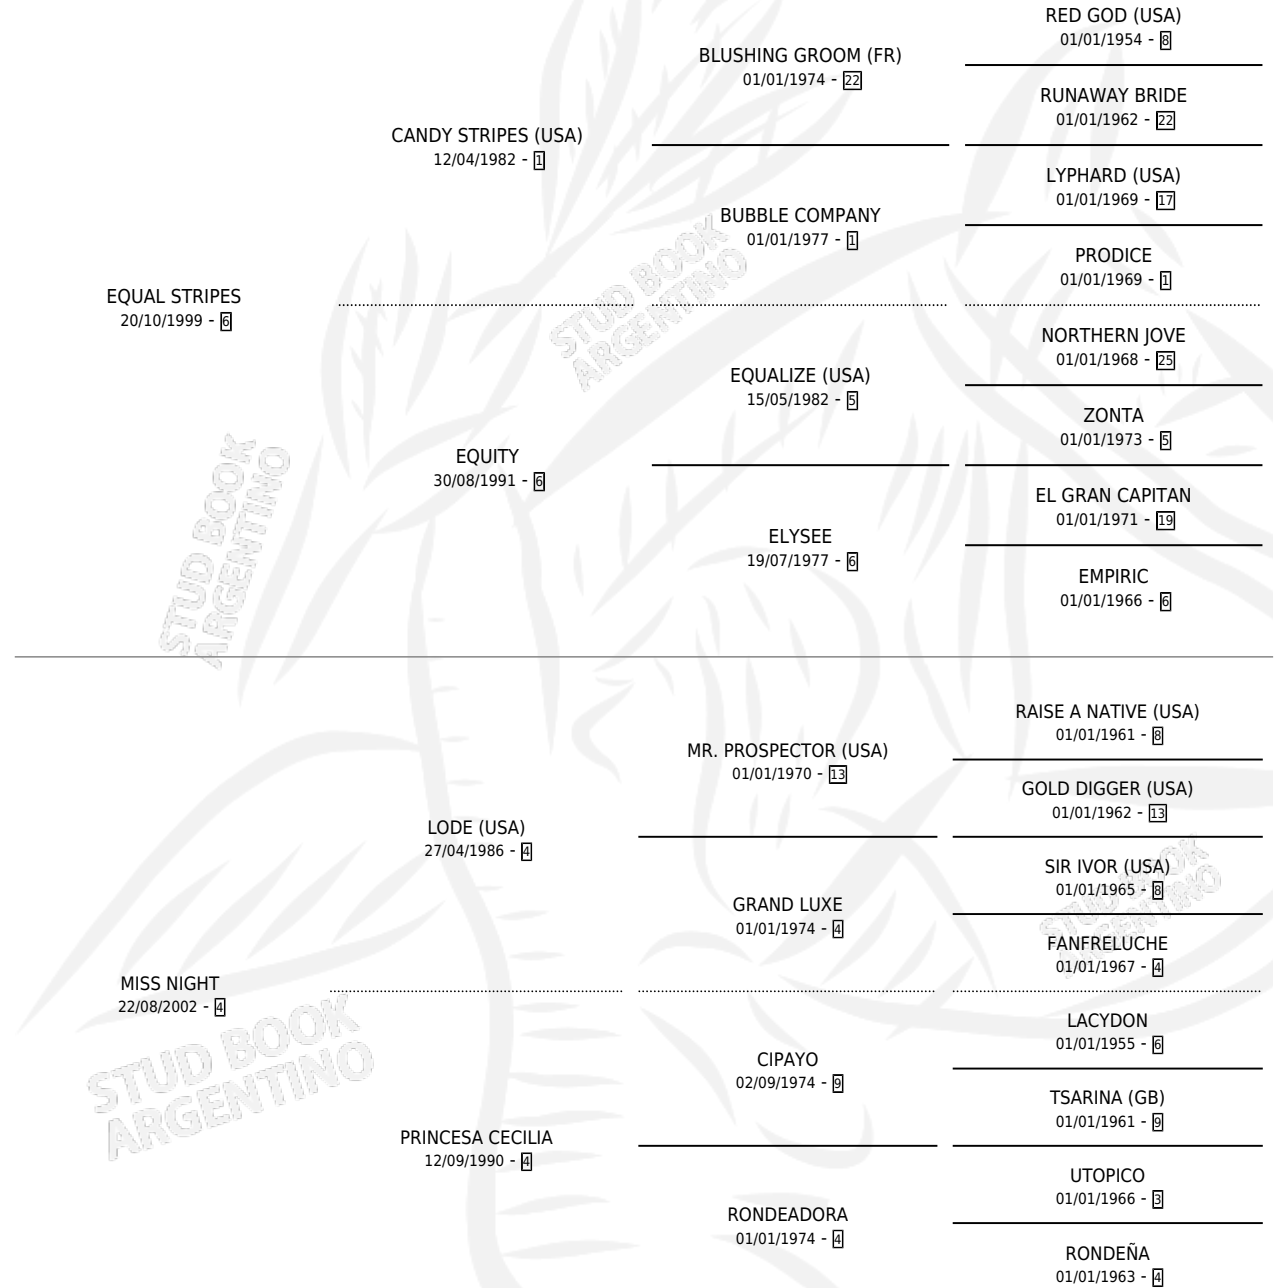 RED GOD (USA)
01/01/1954 - 8
BLUSHING GROOM (FR)
01/01/1974 - 22
RUNAWAY BRIDE
01/01/1962 - 22
CANDY STRIPES (USA)
12/04/1982 - 1
LYPHARD (USA)
01/01/1969 - 17
BUBBLE COMPANY
01/01/1977 - 1
PRODICE
01/01/1969 - 1
EQUAL STRIPES
20/10/1999 - 6
NORTHERN JOVE
01/01/1968 - 25
EQUALIZE (USA)
15/05/1982 - 5
ZONTA
01/01/1973 - 5
EQUITY
30/08/1991 - 6
EL GRAN CAPITAN
01/01/1971 - 19
ELYSEE
19/07/1977 - 6
EMPIRIC
01/01/1966 - 6
STUD BOOK
ARGENTINO
STUD BOOK
ARGENTINO
RAISE A NATIVE (USA)
01/01/1961 - 8
MR. PROSPECTOR (USA)
01/01/1970 - 13
GOLD DIGGER (USA)
01/01/1962 - 13
LODE (USA)
27/04/1986 - 4
SIR IVOR (USA)
01/01/1965 - 8
GRAND LUXE
01/01/1974 - 4
FANFRELUCHE
01/01/1967 - 4
MISS NIGHT
22/08/2002 - 4
LACYDON
01/01/1955 - 6
CIPAYO
02/09/1974 - 9
TSARINA (GB)
01/01/1961 - 9
PRINCESA CECILIA
12/09/1990 - 4
UTOPICO
01/01/1966 - 3
RONDEADORA
01/01/1974 - 4
RONDEÑA
01/01/1963 - 4
STUD BOOK
ARGENTINO
STUD BOOK
ARGENTINO